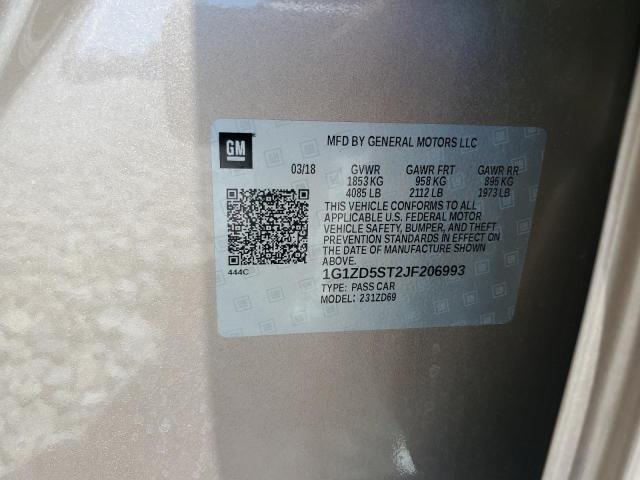 GM
MFD BY GENERAL MOTORS LLC
03/18 GVWR GAWR FRT GAWR RR
1853 KG 958 KG 895 KG
4085 LB 2112 LB 1973 LB
THIS VEHICLE CONFORMS TO ALL
APPLICABLE U.S. FEDERAL MOTOR
VEHICLE SAFETY, BUMPER, AND THEFT
PREVENTION STANDARDS IN EFFECT ON
THE DATE OF MANUFACTURE SHOWN ABOVE.
444C
1G1ZD5ST2JF206993
TYPE: PASS CAR
MODEL: 231ZD69